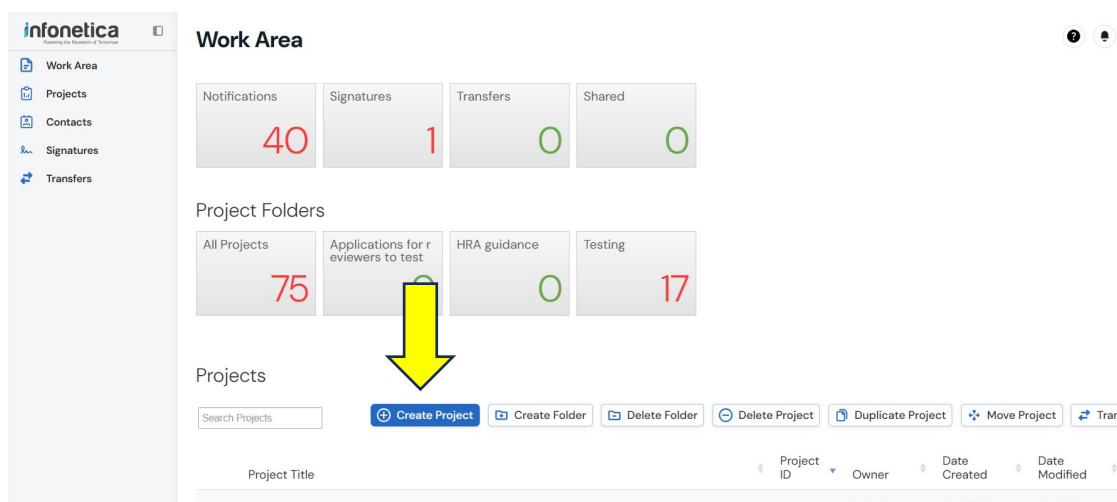 infonetica
Powering the Research of Tomorrow
Work Area
Projects
Contacts
Signatures
Transfers
Work Area
Notifications
40
Signatures
1
Transfers
0
Shared
0
Project Folders
All Projects
75
Applications for r
eviewers to test
HRA guidance
0
Testing
17
Projects
Search Projects
Create Project
Create Folder
Delete Folder
Delete Project
Duplicate Project
Move Project
Project Title
Project
ID
Owner
Date
Created
Date
Modified